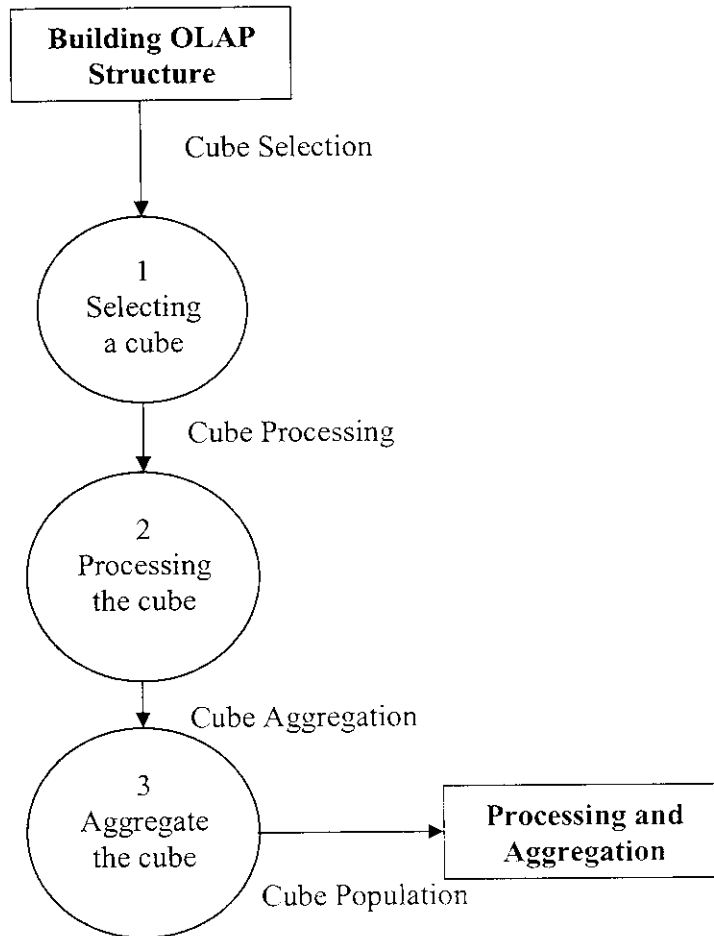 Building OLAP
Structure
Cube Selection
1
Selecting
a cube
Cube Processing
2
Processing
the cube
Cube Aggregation
3
Aggregate
the cube
Processing and
Aggregation
Cube Population